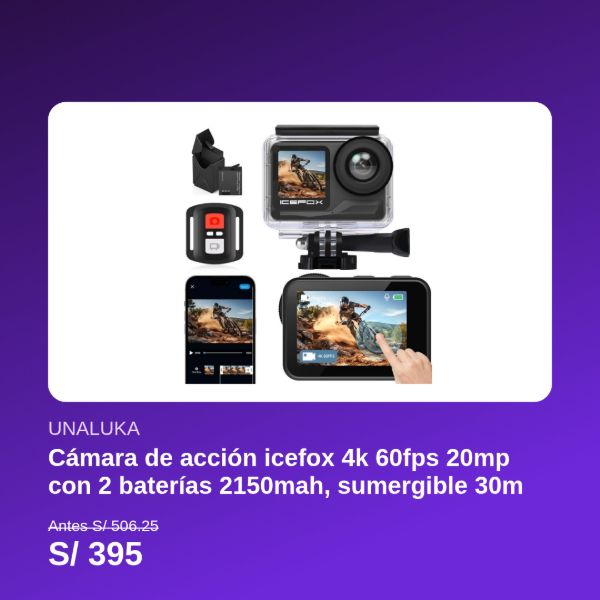 ICEFOX
4K 60FPS
UNALUKA
Cámara de acción icefox 4k 60fps 20mp
con 2 baterías 2150mah, sumergible 30m
Antes S/ 506.25
S/ 395